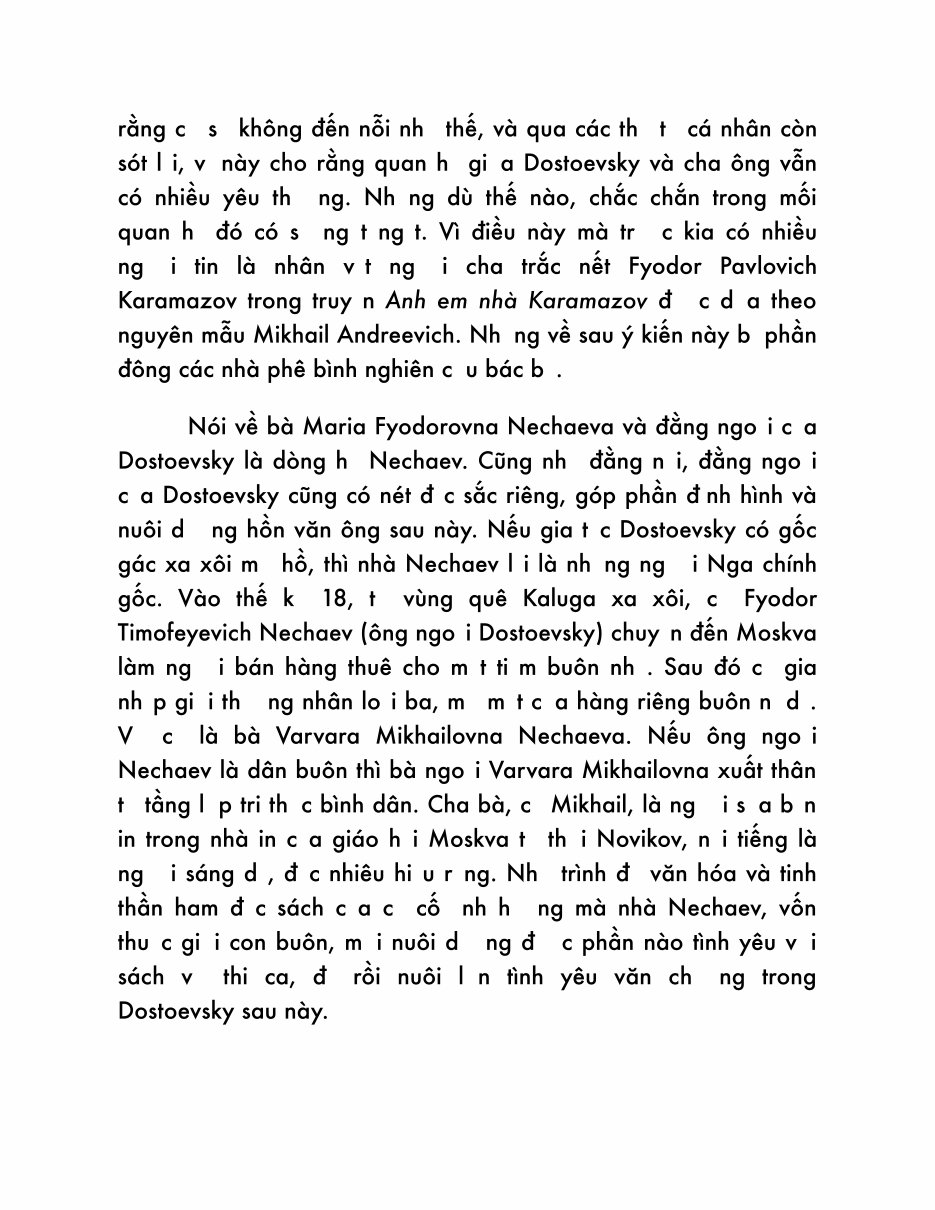 rằng c s không đến nỗi nh thế, và qua các th t cá nhân còn
sót l i, v này cho rằng quan h gi a Dostoevsky và cha ông vẫn
có nhiều yêu th ng. Nh ng dù thế nào, chắc chắn trong mối
quan h đó có s ng t ng t. Vì điều này mà tr c kia có nhiều
ng i tin là nhân v t ng i cha trắc nết Fyodor Pavlovich
Karamazov trong truy n Anh em nhà Karamazov đ c d a theo
nguyên mẫu Mikhail Andreevich. Nh ng về sau ý kiến này b phần
đông các nhà phê bình nghiên c u bác b .
Nói về bà Maria Fyodorovna Nechaeva và đằng ngo i c a
Dostoevsky là dòng h Nechaev. Cũng nh đằng n i, đằng ngo i
c a Dostoevsky cũng có nét đ c sắc riêng, góp phần đ nh hình và
nuôi d ng hồn văn ông sau này. Nếu gia t c Dostoevsky có gốc
gác xa xôi m hồ, thì nhà Nechaev l i là nh ng ng i Nga chính
gốc. Vào thế k 18, t vùng quê Kaluga xa xôi, c Fyodor
Timofeyevich Nechaev (ông ngo i Dostoevsky) chuy n đến Moskva
làm ng i bán hàng thuê cho m t ti m buôn nh . Sau đó c gia
nh p gi i th ng nhân lo i ba, m m t c a hàng riêng buôn n d .
V c là bà Varvara Mikhailovna Nechaeva. Nếu ông ngo i
Nechaev là dân buôn thì bà ngo i Varvara Mikhailovna xuất thân
t tầng l p tri th c bình dân. Cha bà, c Mikhail, là ng i s a b n
in trong nhà in c a giáo h i Moskva t th i Novikov, n i tiếng là
ng i sáng d , đ c nhiêu hi u r ng. Nh trình đ văn hóa và tinh
thần ham đ c sách c a c cố nh h ng mà nhà Nechaev, vốn
thu c gi i con buôn, m i nuôi d ng đ c phần nào tình yêu v i
sách v thi ca, đ rồi nuôi l n tình yêu văn ch ng trong
Dostoevsky sau này.